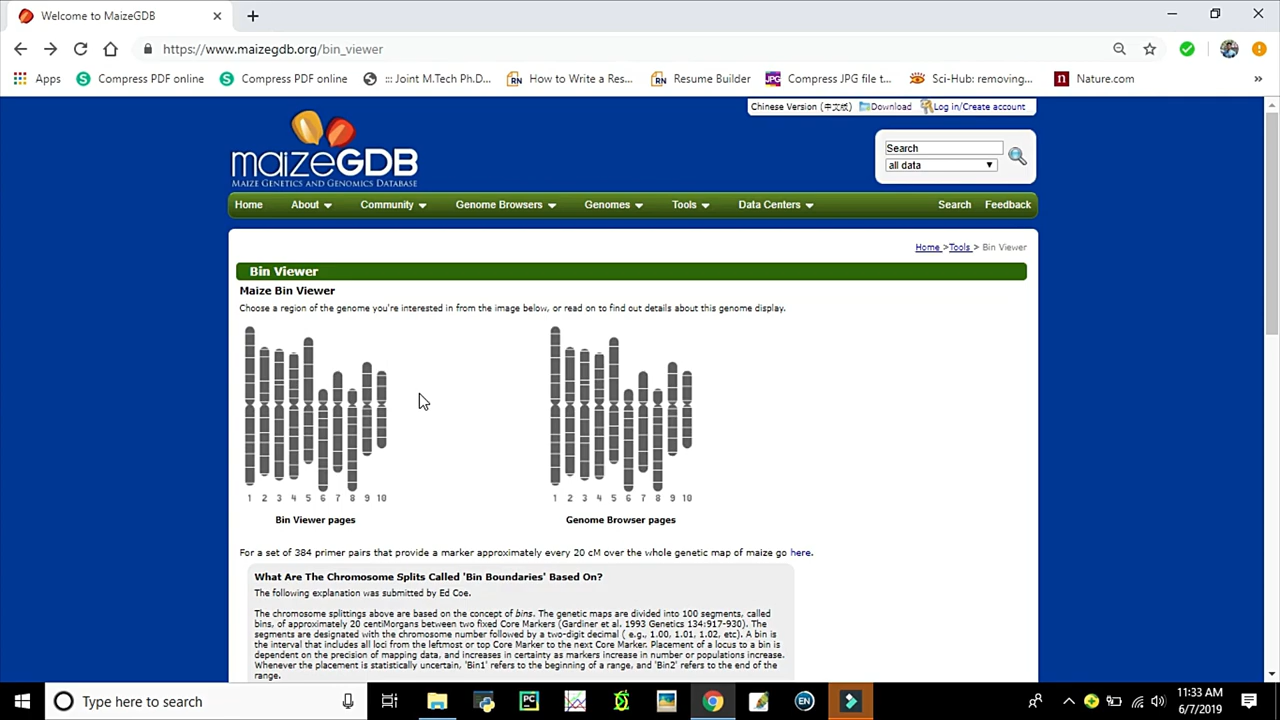 Welcome to MaizeGDB
https://www.maizegdb.org/bin_viewer
Apps
Compress PDF online
Compress PDF online
::: Joint M.Tech Ph.D...
How to Write a Res...
Resume Builder
Compress JPG file t...
Sci-Hub: removing...
Nature.com
»
Chinese Version (中文版)
Download
Log in/Create account
maizeGDB
MAIZE GENETICS AND GENOMICS DATABASE
Search
all data
Home
About
Community
Genome Browsers
Genomes
Tools
Data Centers
Search
Feedback
Home >Tools > Bin Viewer
Bin Viewer
Maize Bin Viewer
Choose a region of the genome you're interested in from the image below, or read on to find out details about this genome display.
1 2 3 4 5 6 7 8 9 10
1 2 3 4 5 6 7 8 9 10
Bin Viewer pages
Genome Browser pages
For a set of 384 primer pairs that provide a marker approximately every 20 cM over the whole genetic map of maize go here.
What Are The Chromosome Splits Called 'Bin Boundaries' Based On?
The following explanation was submitted by Ed Coe.
The chromosome splittings above are based on the concept of bins. The genetic maps are divided into 100 segments, called
bins, of approximately 20 centiMorgans between two fixed Core Markers (Gardiner et al. 1993 Genetics 134:917-930). The
segments are designated with the chromosome number followed by a two-digit decimal ( e.g., 1.00, 1.01, 1.02, etc). A bin is
the interval that includes all loci from the leftmost or top Core Marker to the next Core Marker. Placement of a locus to a bin is
dependent on the precision of mapping data, and increases in certainty as markers increase in number or populations increase.
Whenever the placement is statistically uncertain, 'Bin1' refers to the beginning of a range, and 'Bin2' refers to the end of the
range.
Type here to search
PC
EN
11:33 AM
6/7/2019